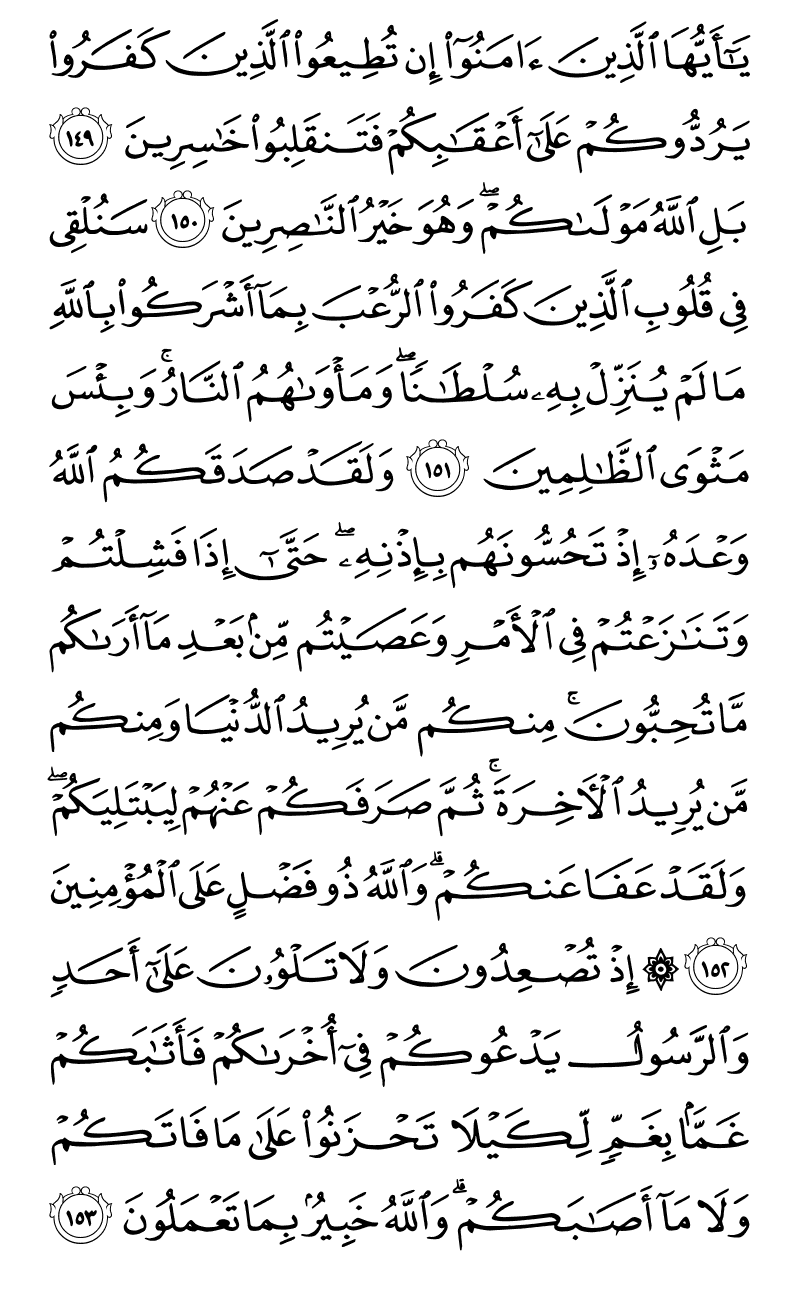 يَـٰٓأَيُّهَا ٱلَّذِينَ ءَامَنُوٓا۟ إِن تُطِيعُوا۟ ٱلَّذِينَ كَفَرُوا۟
يَرُدُّوكُمْ عَلَىٰٓ أَعْقَـٰبِكُمْ فَتَنقَلِبُوا۟ خَـٰسِرِينَ ١٤٩
بَلِ ٱللَّهُ مَوْلَىٰكُمْ ۖ وَهُوَ خَيْرُ ٱلنَّـٰصِرِينَ ١٥٠ سَنُلْقِى
فِى قُلُوبِ ٱلَّذِينَ كَفَرُوا۟ ٱلرُّعْبَ بِمَآ أَشْرَكُوا۟ بِٱللَّهِ
مَا لَمْ يُنَزِّلْ بِهِۦ سُلْطَـٰنًا ۖ وَمَأْوَىٰهُمُ ٱلنَّارُ ۚ وَبِئْسَ
مَثْوَى ٱلظَّـٰلِمِينَ ١٥١ وَلَقَدْ صَدَقَكُمُ ٱللَّهُ
وَعْدَهُۥٓ إِذْ تَحُسُّونَهُم بِإِذْنِهِۦ ۖ حَتَّىٰٓ إِذَا فَشِلْتُمْ
وَتَنَـٰزَعْتُمْ فِى ٱلْأَمْرِ وَعَصَيْتُم مِّنۢ بَعْدِ مَآ أَرَىٰكُم
مَّا تُحِبُّونَ ۚ مِنكُم مَّن يُرِيدُ ٱلدُّنْيَا وَمِنكُم
مَّن يُرِيدُ ٱلْـَٔاخِرَةَ ۚ ثُمَّ صَرَفَكُمْ عَنْهُمْ لِيَبْتَلِيَكُمْ ۖ
وَلَقَدْ عَفَا عَنكُمْ ۗ وَٱللَّهُ ذُو فَضْلٍ عَلَى ٱلْمُؤْمِنِينَ
١٥٢ ۞ إِذْ تُصْعِدُونَ وَلَا تَلْوُۥنَ عَلَىٰٓ أَحَدٍ
وَٱلرَّسُولُ يَدْعُوكُمْ فِىٓ أُخْرَىٰكُمْ فَأَثَـٰبَكُمْ
غَمًّۢا بِغَمٍّ لِّكَيْلَا تَحْزَنُوا۟ عَلَىٰ مَا فَاتَكُمْ
وَلَا مَآ أَصَـٰبَكُمْ ۗ وَٱللَّهُ خَبِيرٌۢ بِمَا تَعْمَلُونَ ١٥٣